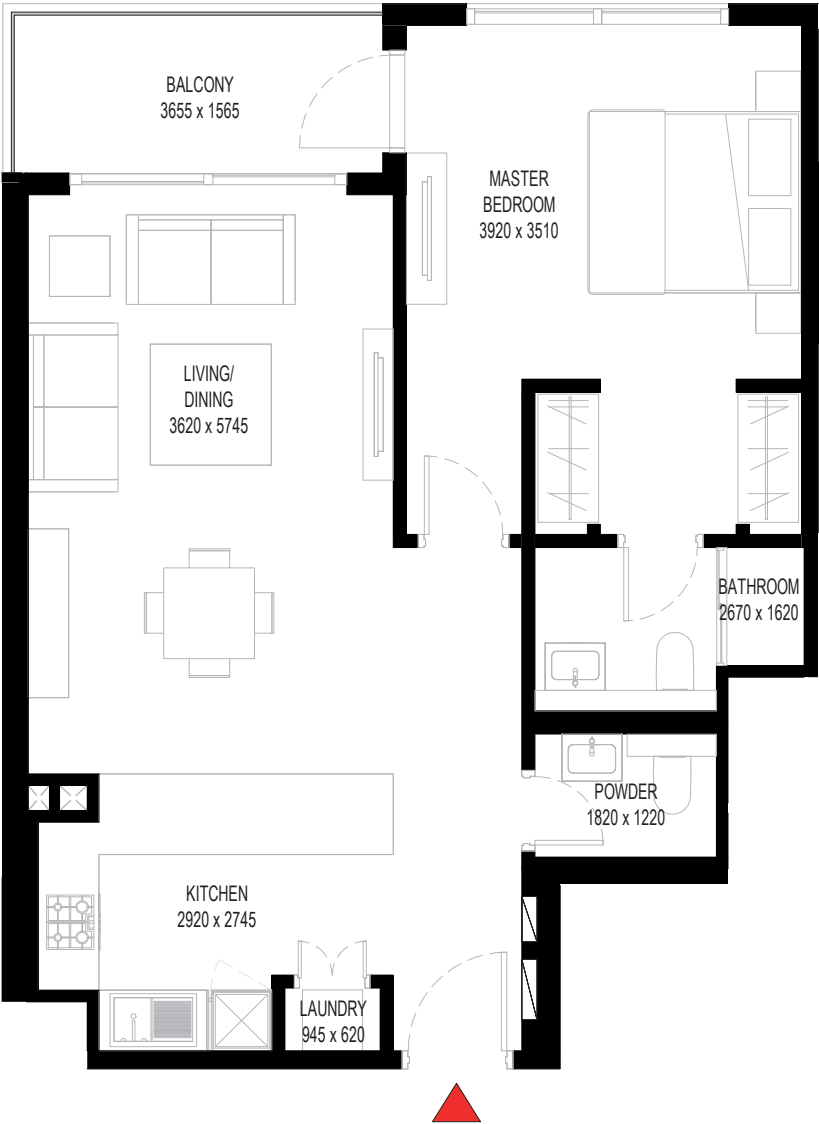 BALCONY
3655 x 1565
MASTER
BEDROOM
3920 x 3510
LIVING/
DINING
3620 x 5745
BATHROOM
2670 x 1620
POWDER
1820 x 1220
KITCHEN
2920 x 2745
LAUNDRY
945 x 620